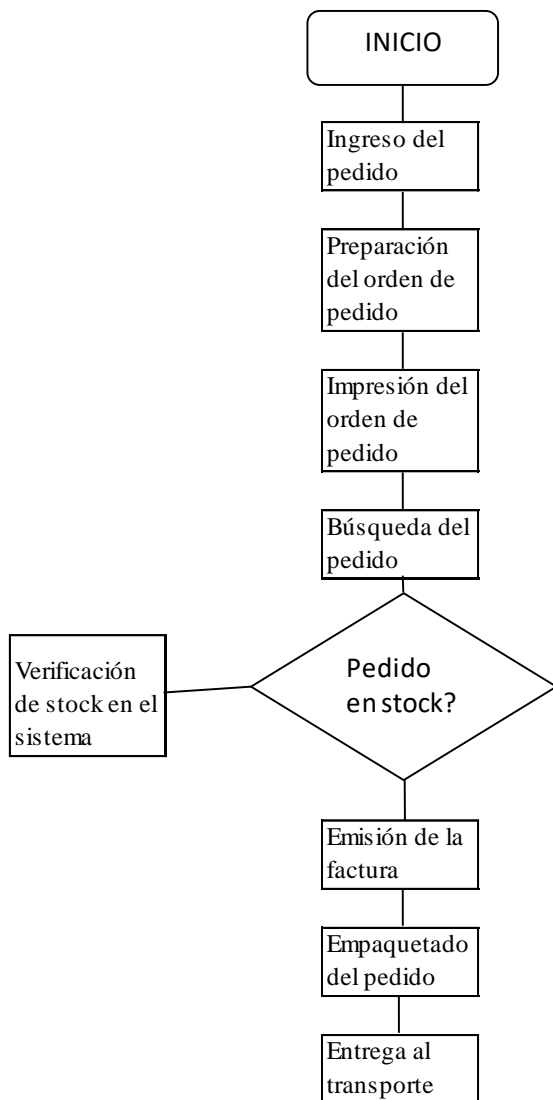 INICIO
Ingreso del
pedido
Preparación
del orden de
pedido
Impresión del
orden de
pedido
Búsqueda del
pedido
Verificación
de stock en el
sistema
Pedido
en stock?
Emisión de la
factura
Empaquetado
del pedido
Entrega al
transporte